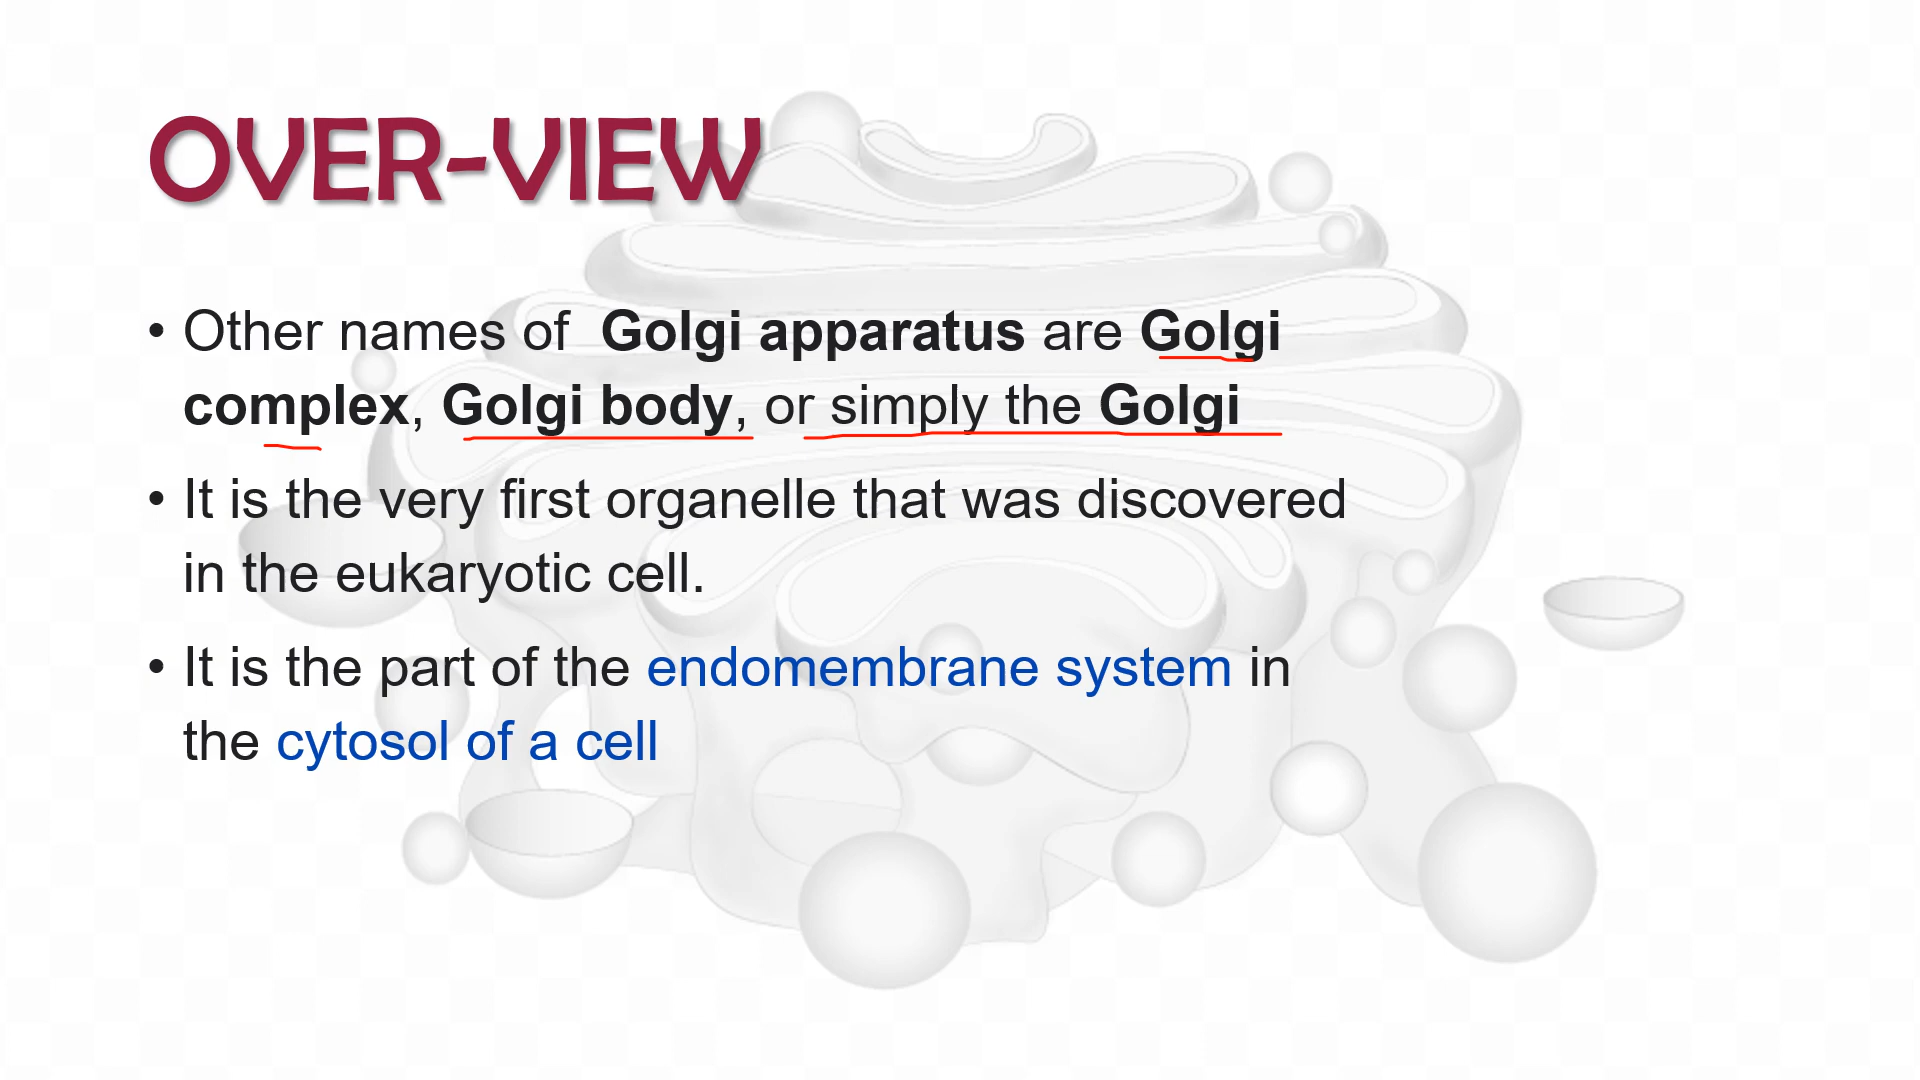 OVER-VIEW
• Other names of  Golgi apparatus are Golgi
complex, Golgi body, or simply the Golgi
• It is the very first organelle that was discovered
in the eukaryotic cell.
• It is the part of the endomembrane system in
the cytosol of a cell